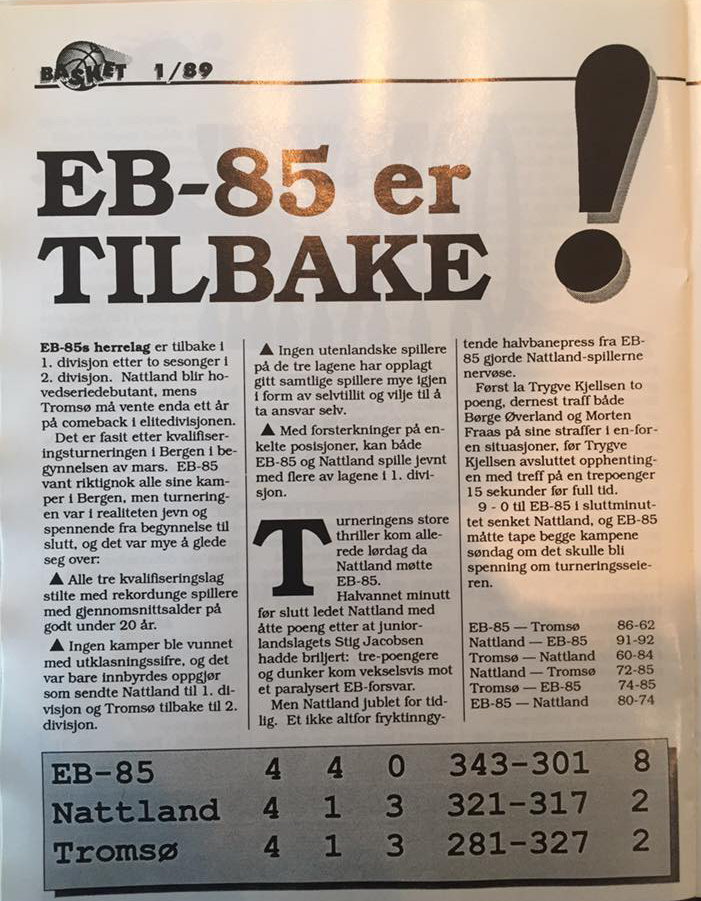 BASKET 1/89
EB-85 er
TILBAKE
!
EB-85s herrelag er tilbake i
1. divisjon etter to sesonger i
2. divisjon. Nattland blir ho-
vedseriedebutant, mens
Tromsø må vente enda ett år
på comeback i elitedivisjonen.
Det er fasit etter kvalifiser-
ingsturneringen i Bergen i be-
gynnelsen av mars. EB-85
vant riktignok alle sine kam-
per i Bergen, men turnering-
en var i realiteten jevn og
spennende fra begynnelse til
slutt, og det var mye å glede
seg over:
▲ Alle tre kvalifiseringslag
stilte med rekordunge spillere
med gjennomsnittsalder på
godt under 20 år.
▲ Ingen kamper ble vunnet
med utklasningssifre, og det
var bare innbyrdes oppgjør
som sendte Nattland til 1. di-
visjon og Tromsø tilbake til 2.
divisjon.
▲ Ingen utenlandske spillere
på de tre lagene har opplagt
gitt samtlige spillere mye igjen
i form av selvtillit og vilje til å
ta ansvar selv.
▲ Med forsterkninger på en-
kelte posisjoner, kan både
EB-85 og Nattland spille jevnt
med flere av lagene i 1. divi-
sjon.
Turneringens store
thriller kom alle-
rede lørdag da
Nattland møtte
EB-85.
Halvannet minutt
før slutt ledet Nattland med
åtte poeng etter at junior-
landslagets Stig Jacobsen
hadde briljert: tre-poengere
og dunker kom vekselsvis mot
et paralysert EB-forsvar.
Men Nattland jublet for tid-
lig. Et ikke altfor fryktinngy-
tende halvbanepress fra EB-
85 gjorde Nattland-spillerne
nervøse.
Først la Trygve Kjellsen to
poeng, dernest traff både
Børge Øverland og Morten
Fraas på sine straffer i en-for-
en situasjoner, før Trygve
Kjellsen avsluttet opphenting-
en med treff på en trepoenger
15 sekunder før full tid.
9 - 0 til EB-85 i sluttminut-
tet senket Nattland, og EB-85
måtte tape begge kampene
søndag om det skulle bli
spenning om turneringsseie-
ren.
EB-85 — Tromsø 86-62
Nattland — EB-85 91-92
Tromsø — Nattland 60-84
Nattland — Tromsø 72-85
Tromsø — EB-85 74-85
EB-85 — Nattland 80-74
EB-85 4 4 0 343-301 8
Nattland 4 1 3 321-317 2
Tromsø 4 1 3 281-327 2